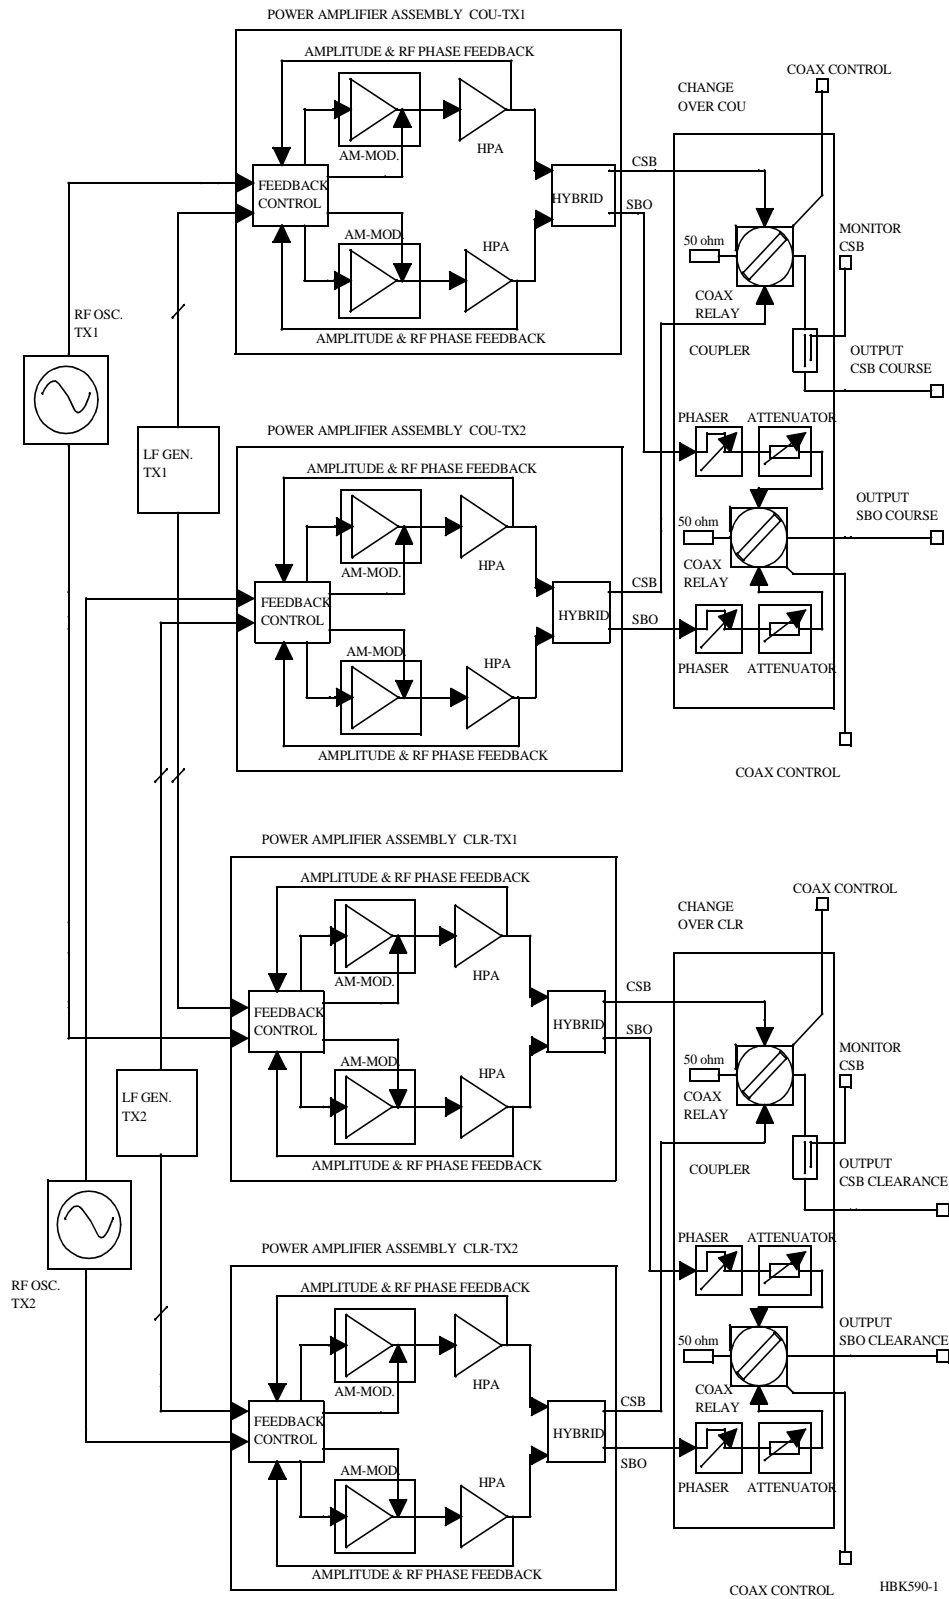 POWER AMPLIFIER ASSEMBLY COU-TX1
AMPLITUDE & RF PHASE FEEDBACK
COAX CONTROL
CHANGE
OVER COU
AM-MOD.
HPA
CSB
FEEDBACK
CONTROL
HYBRID
SBO
AM-MOD.
HPA
50 ohm
MONITOR
CSB
COAX
RELAY
RF OSC.
TX1
AMPLITUDE & RF PHASE FEEDBACK
COUPLER
OUTPUT
CSB COURSE
POWER AMPLIFIER ASSEMBLY COU-TX2
PHASER
ATTENUATOR
LF GEN.
TX1
AMPLITUDE & RF PHASE FEEDBACK
OUTPUT
SBO COURSE
50 ohm
AM-MOD.
HPA
COAX
RELAY
CSB
FEEDBACK
CONTROL
HYBRID
SBO
AM-MOD.
HPA
PHASER
ATTENUATOR
AMPLITUDE & RF PHASE FEEDBACK
COAX CONTROL
POWER AMPLIFIER ASSEMBLY CLR-TX1
AMPLITUDE & RF PHASE FEEDBACK
COAX CONTROL
CHANGE
OVER CLR
AM-MOD.
HPA
CSB
FEEDBACK
CONTROL
HYBRID
SBO
AM-MOD.
HPA
50 ohm
MONITOR
CSB
COAX
RELAY
LF GEN.
TX2
AMPLITUDE & RF PHASE FEEDBACK
COUPLER
OUTPUT
CSB CLEARANCE
POWER AMPLIFIER ASSEMBLY CLR-TX2
PHASER
ATTENUATOR
RF OSC.
TX2
AMPLITUDE & RF PHASE FEEDBACK
OUTPUT
SBO CLEARANCE
50 ohm
AM-MOD.
HPA
COAX
RELAY
CSB
FEEDBACK
CONTROL
HYBRID
SBO
AM-MOD.
HPA
PHASER
ATTENUATOR
AMPLITUDE & RF PHASE FEEDBACK
COAX CONTROL
HBK590-1